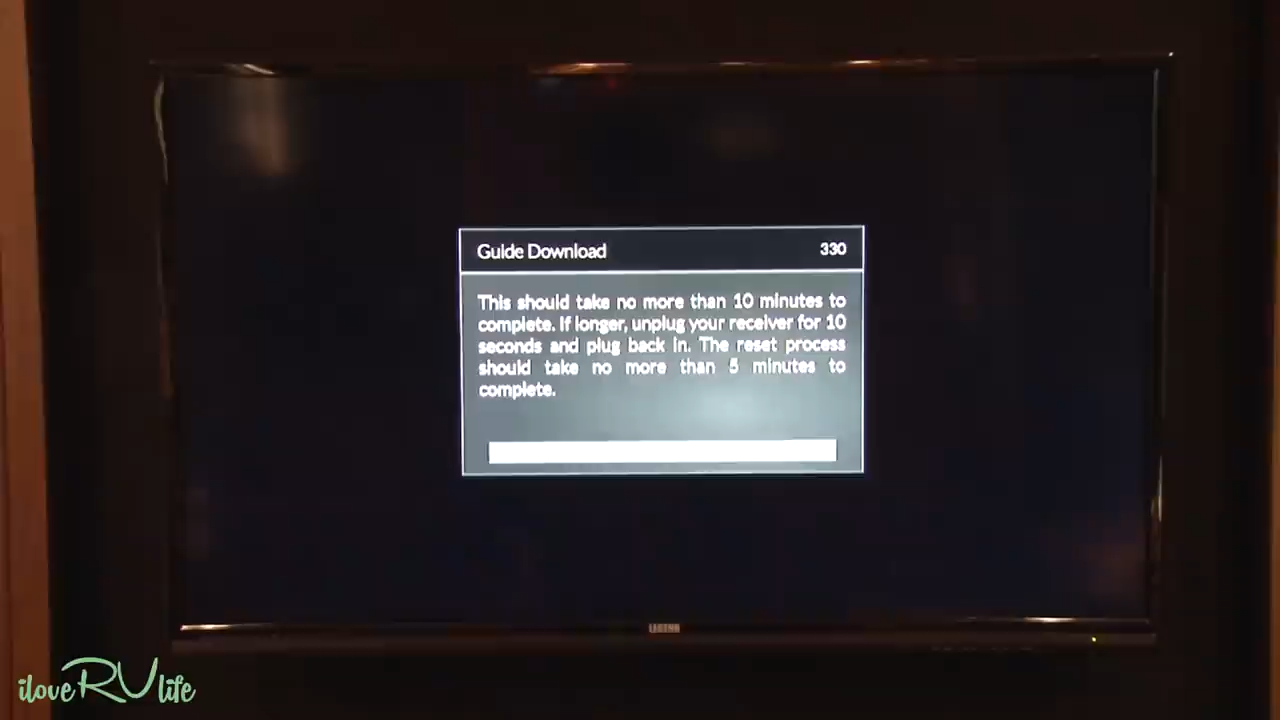 Guide Download 330
This should take no more than 10 minutes to
complete. If longer, unplug your receiver for 10
seconds and plug back in. The reset process
should take no more than 5 minutes to
complete.
iloveRVlife